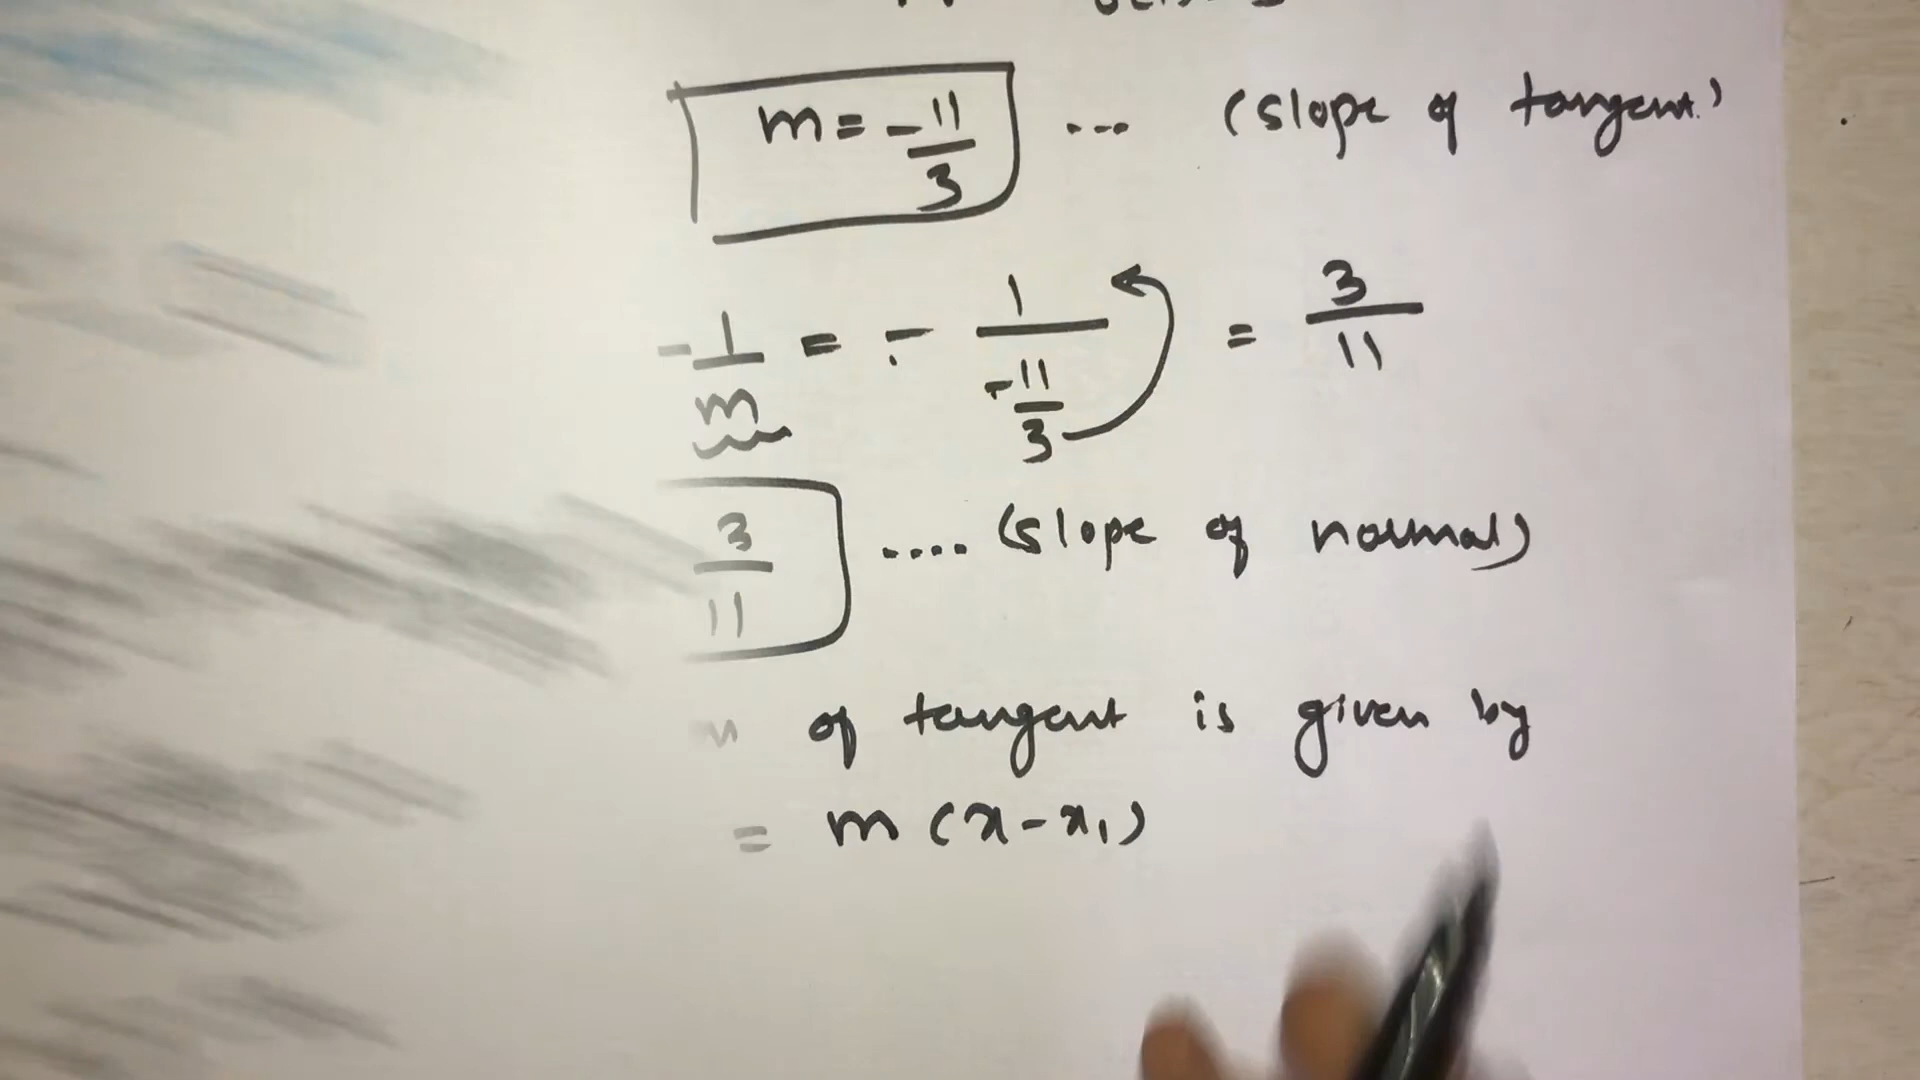 m = -11/3 ... (slope of tangent)
-1/m = - 1/(-11/3) = 3/11
3/11 .... (slope of normal)
of tangent is given by
= m (x - x₁)